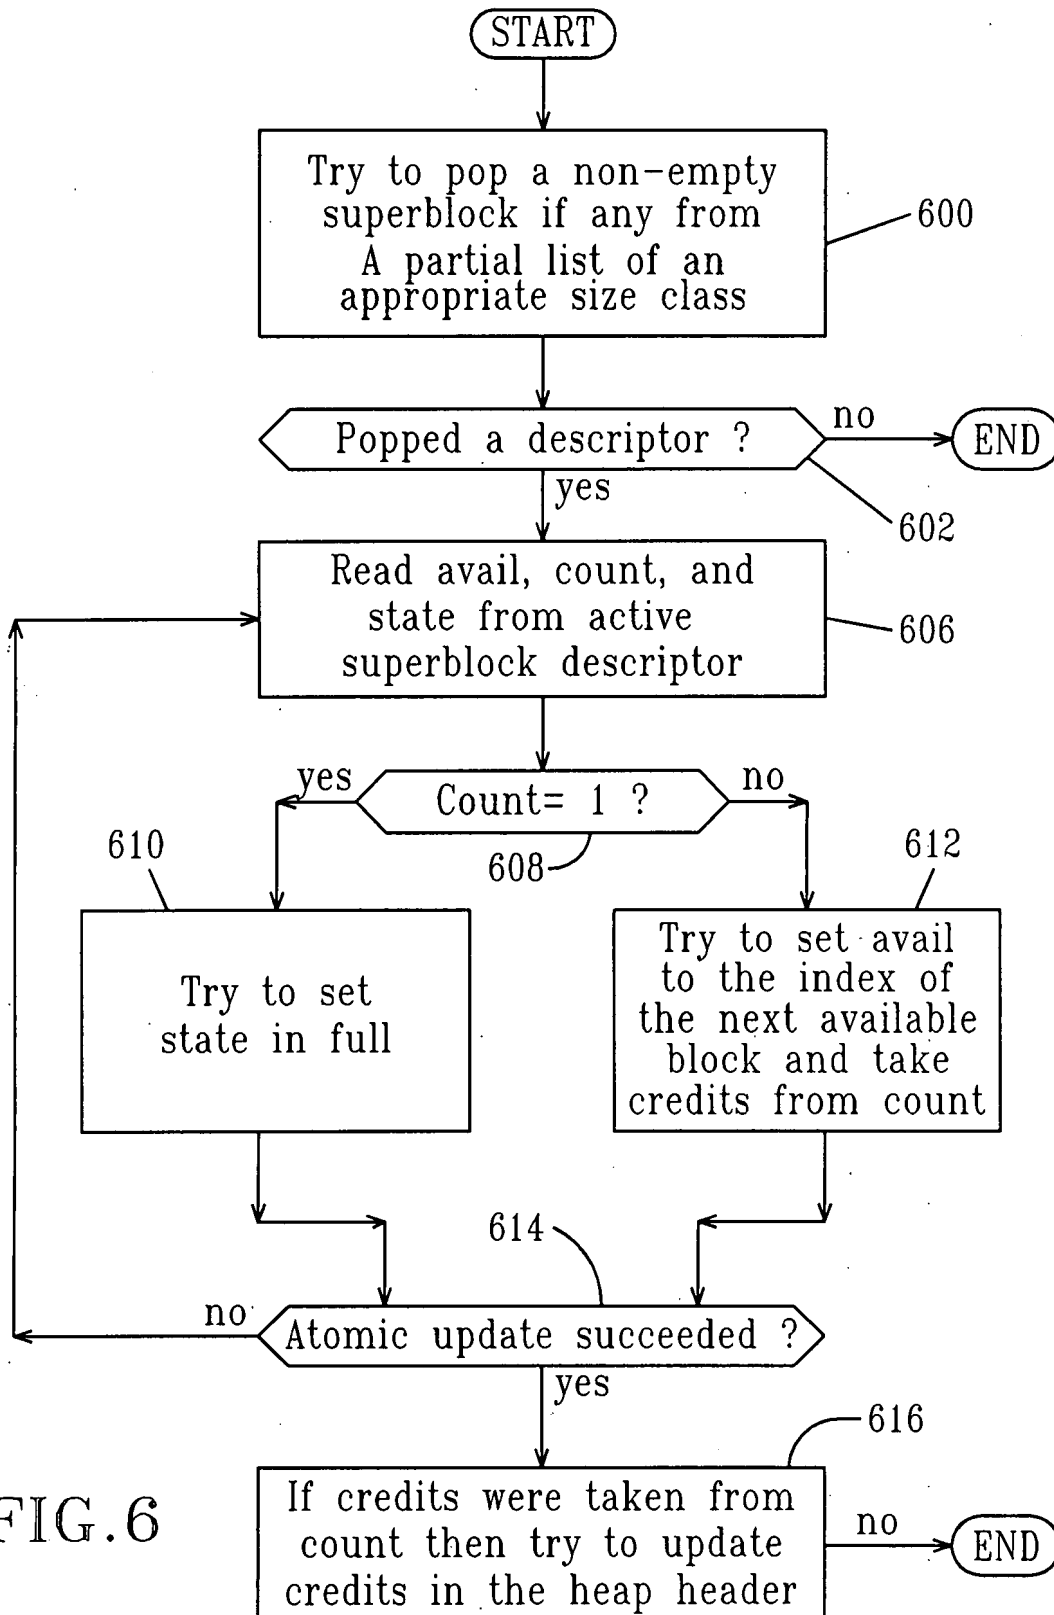 START
Try to pop a non-empty
superblock if any from
A partial list of an
appropriate size class
600
Popped a descriptor ?
no
END
yes
602
Read avail, count, and
state from active
superblock descriptor
606
yes
Count= 1 ?
no
608
610
612
Try to set
state in full
Try to set avail
to the index of
the next available
block and take
credits from count
614
no
Atomic update succeeded ?
yes
616
If credits were taken from
count then try to update
credits in the heap header
no
END
FIG.6